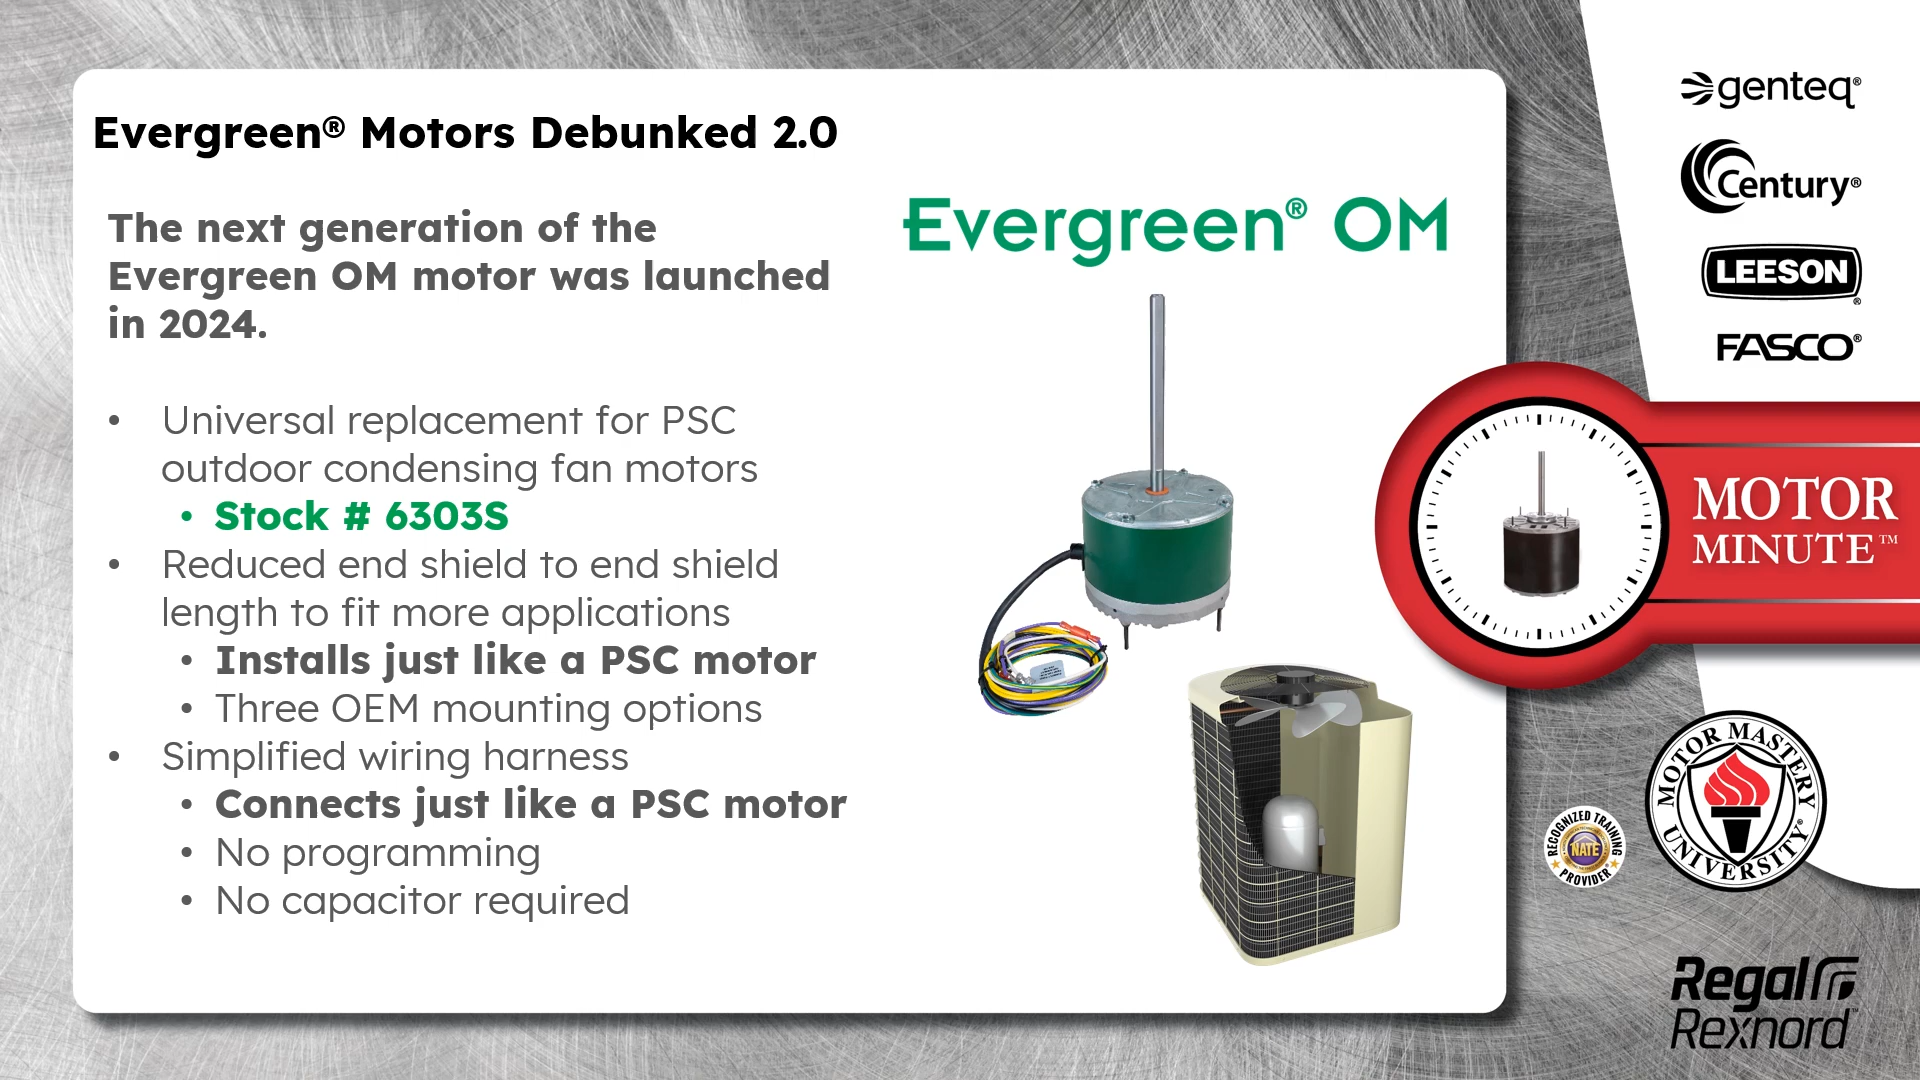 Evergreen® Motors Debunked 2.0
The next generation of the
Evergreen OM motor was launched
in 2024.
• Universal replacement for PSC
outdoor condensing fan motors
• Stock # 6303S
• Reduced end shield to end shield
length to fit more applications
• Installs just like a PSC motor
• Three OEM mounting options
• Simplified wiring harness
• Connects just like a PSC motor
• No programming
• No capacitor required
Evergreen® OM
genteq®
Century®
LEESON®
FASCO®
MOTOR
MINUTE™
MOTOR MASTERY
UNIVERSITY®
RECOGNIZED TRAINING
NATE
PROVIDER
Regal
Rexnord